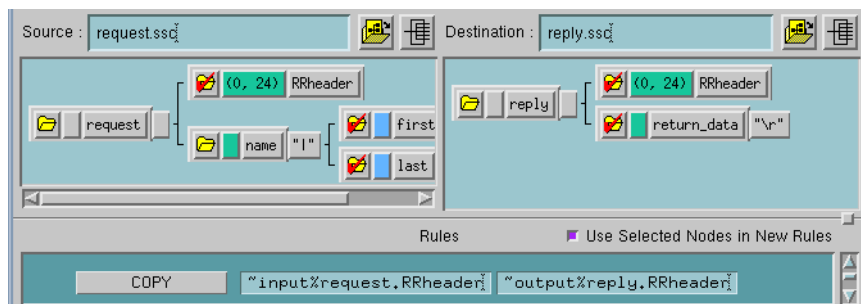 Source : request.ssc Destination : reply.ssc
(0, 24) RRheader (0, 24) RRheader
request reply
name "|" first return_data "\r"
last
Rules Use Selected Nodes in New Rules
COPY ~input%request.RRheader ~output%reply.RRheader